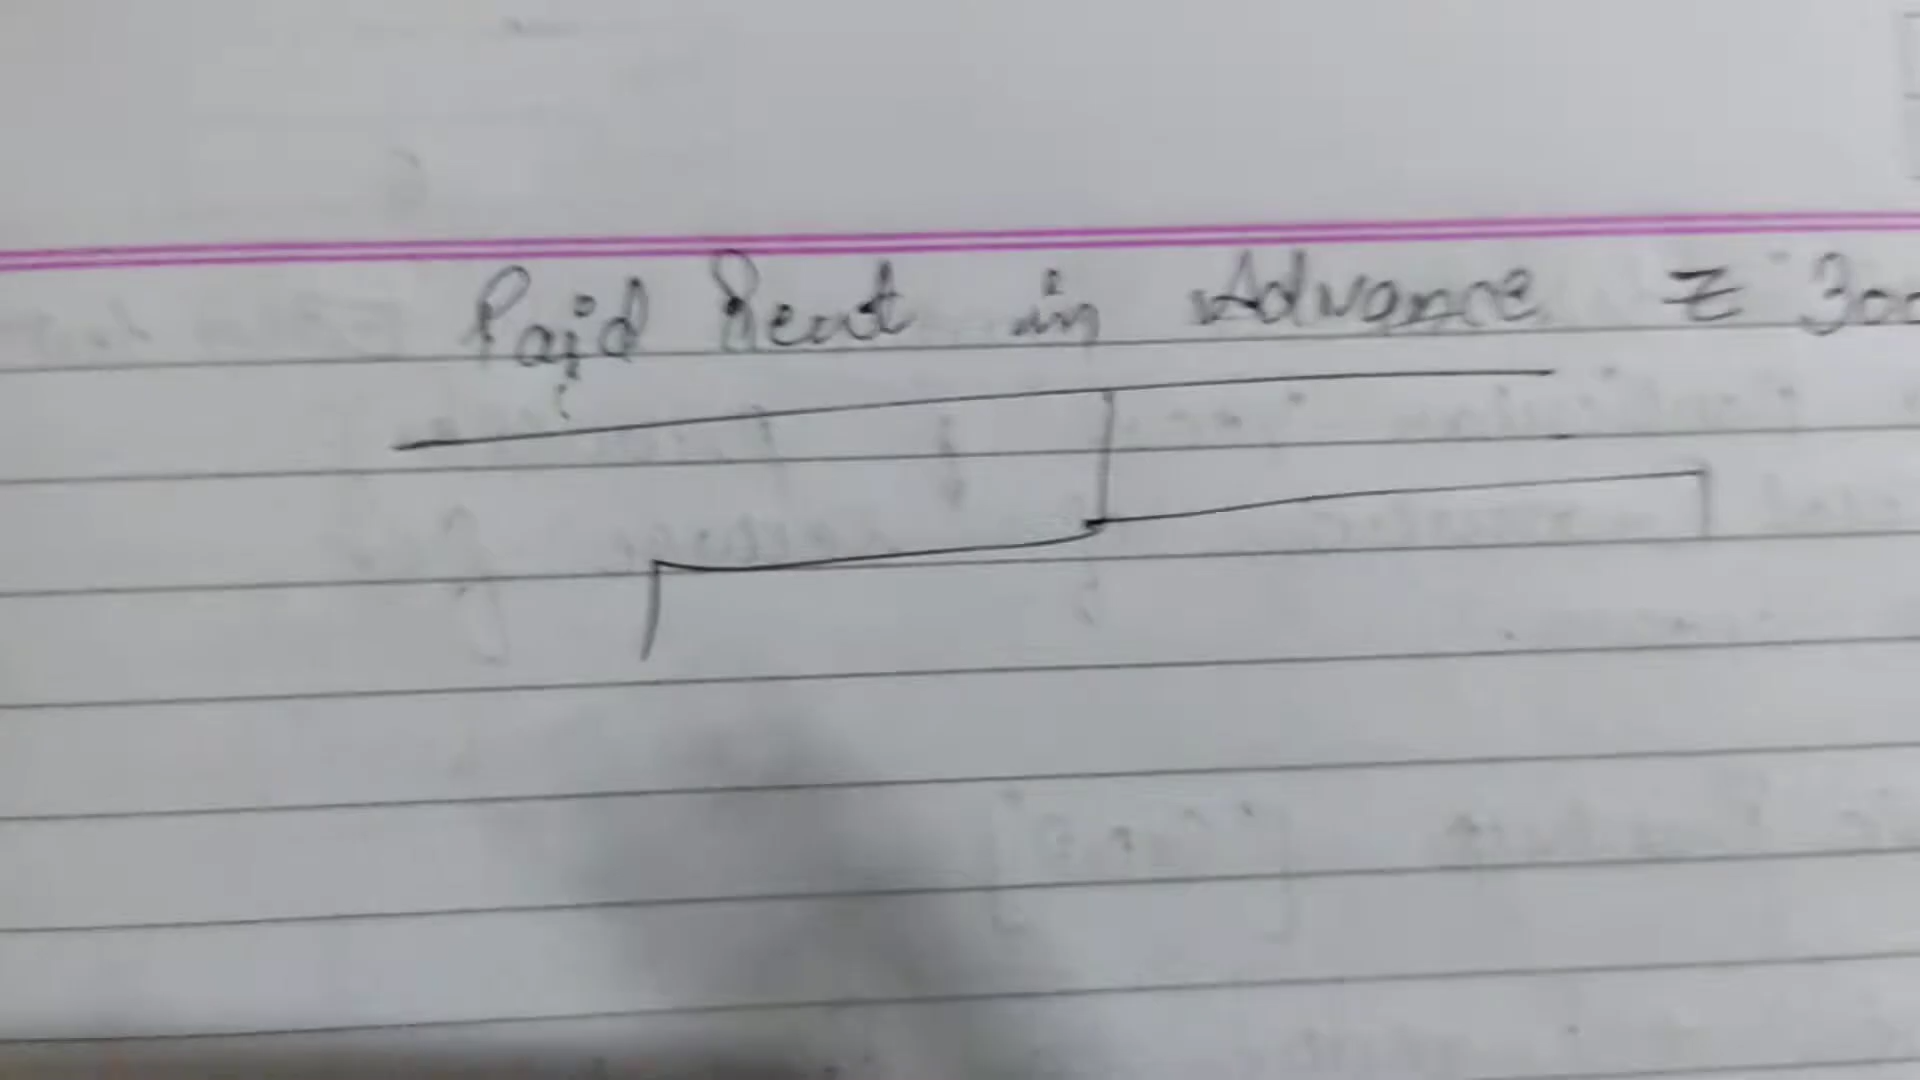 Paid Rent in Advance ₹ 300